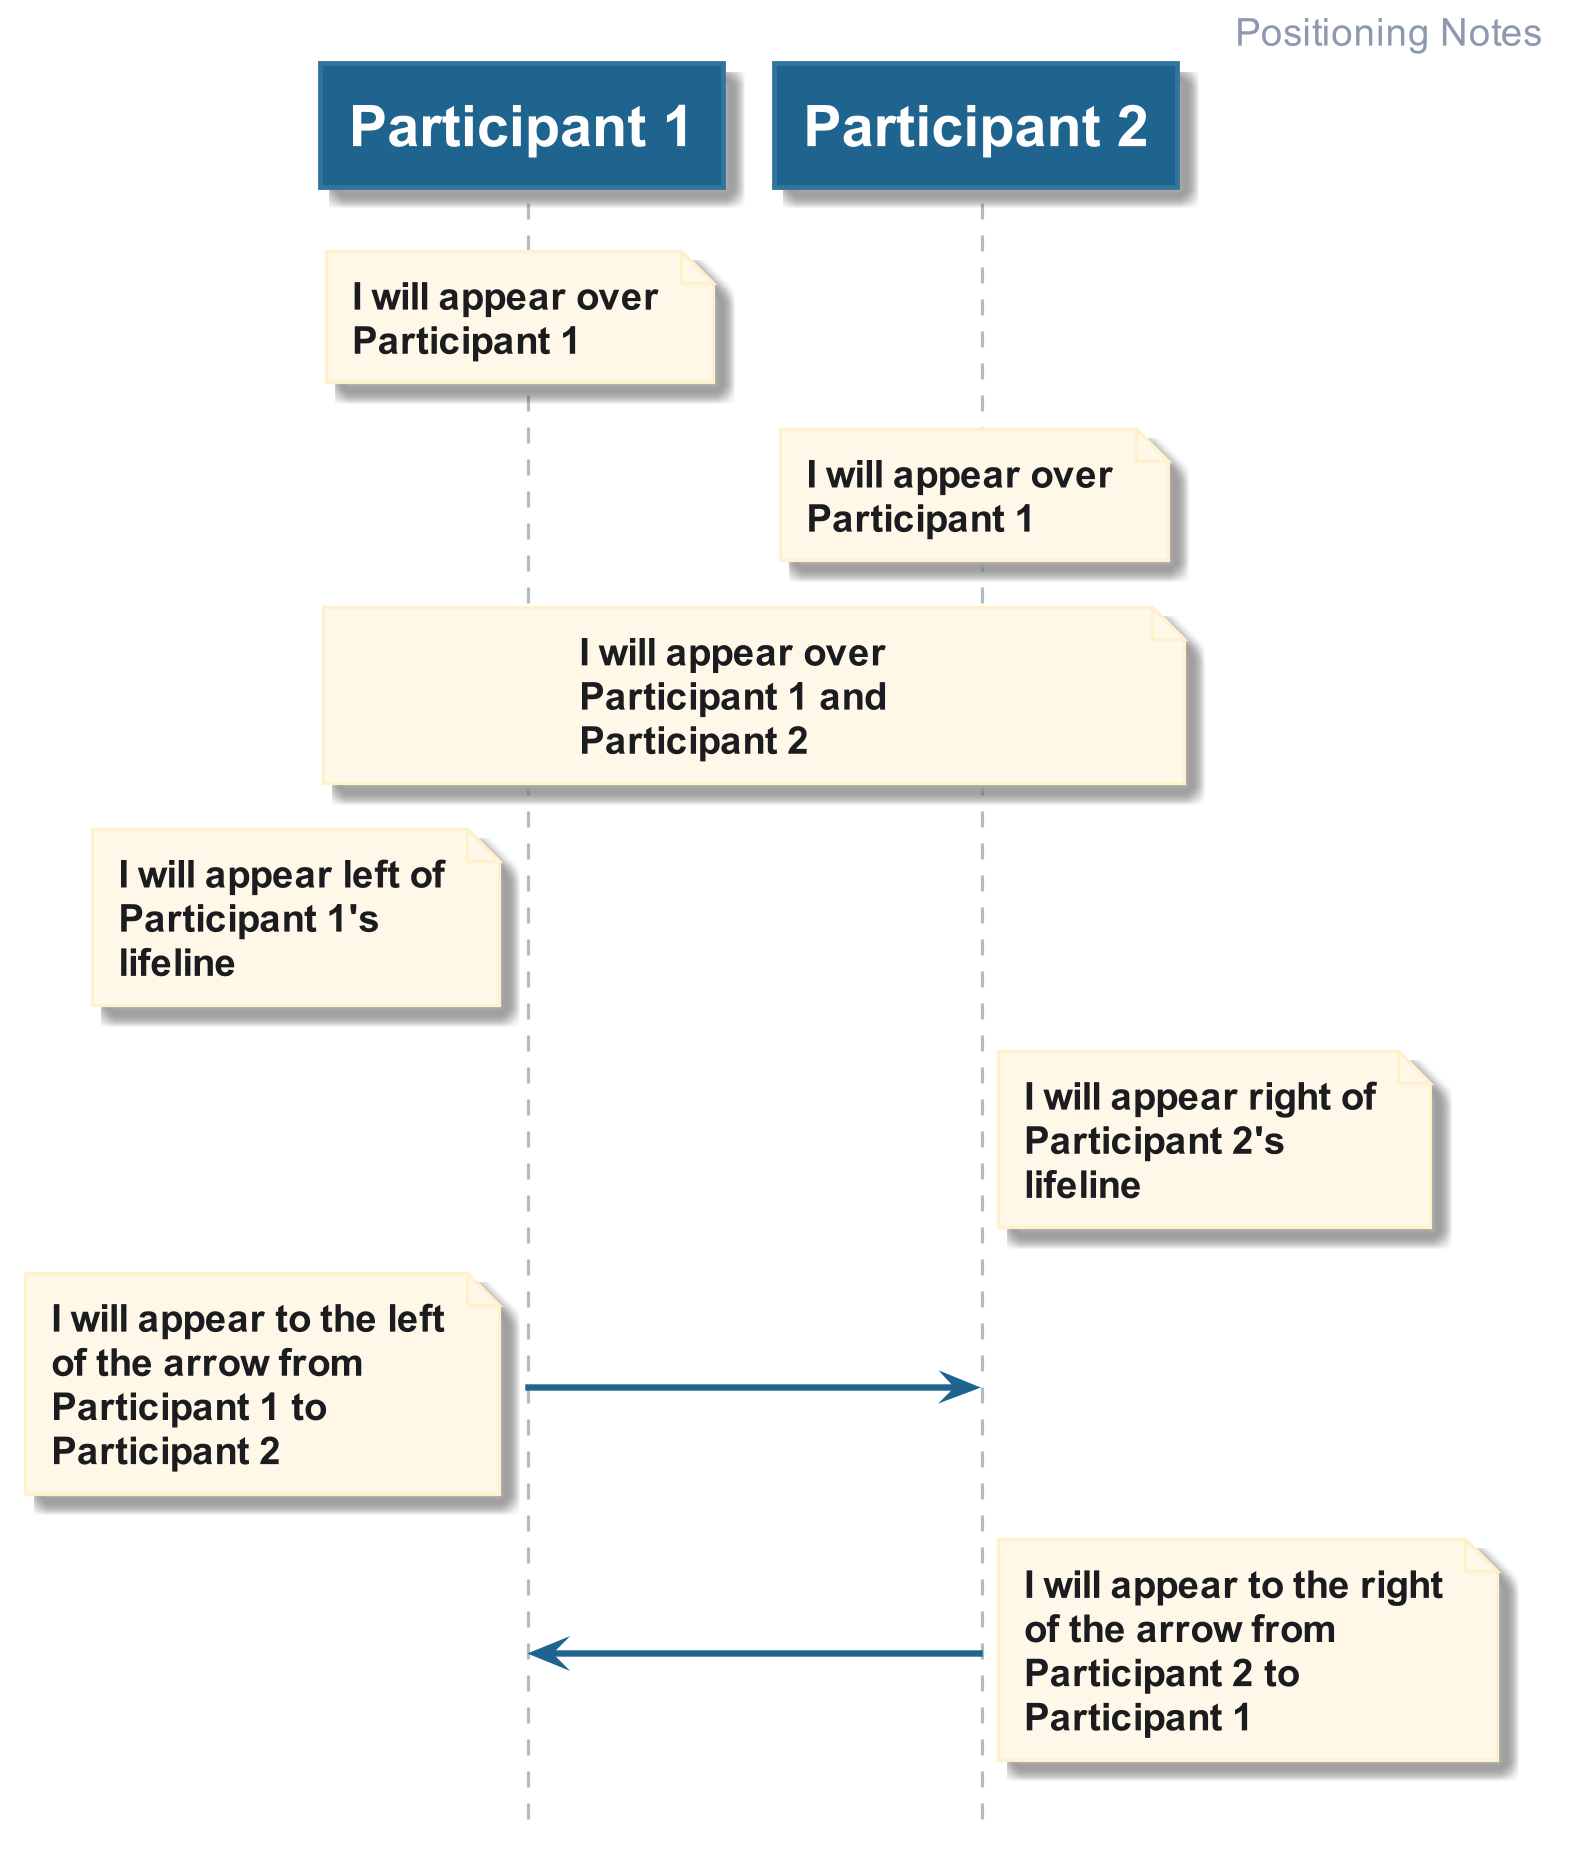 Positioning Notes
Participant 1
Participant 2
I will appear over
Participant 1
I will appear over
Participant 1
I will appear over
Participant 1 and
Participant 2
I will appear left of
Participant 1's
lifeline
I will appear right of
Participant 2's
lifeline
I will appear to the left
of the arrow from
Participant 1 to
Participant 2
I will appear to the right
of the arrow from
Participant 2 to
Participant 1